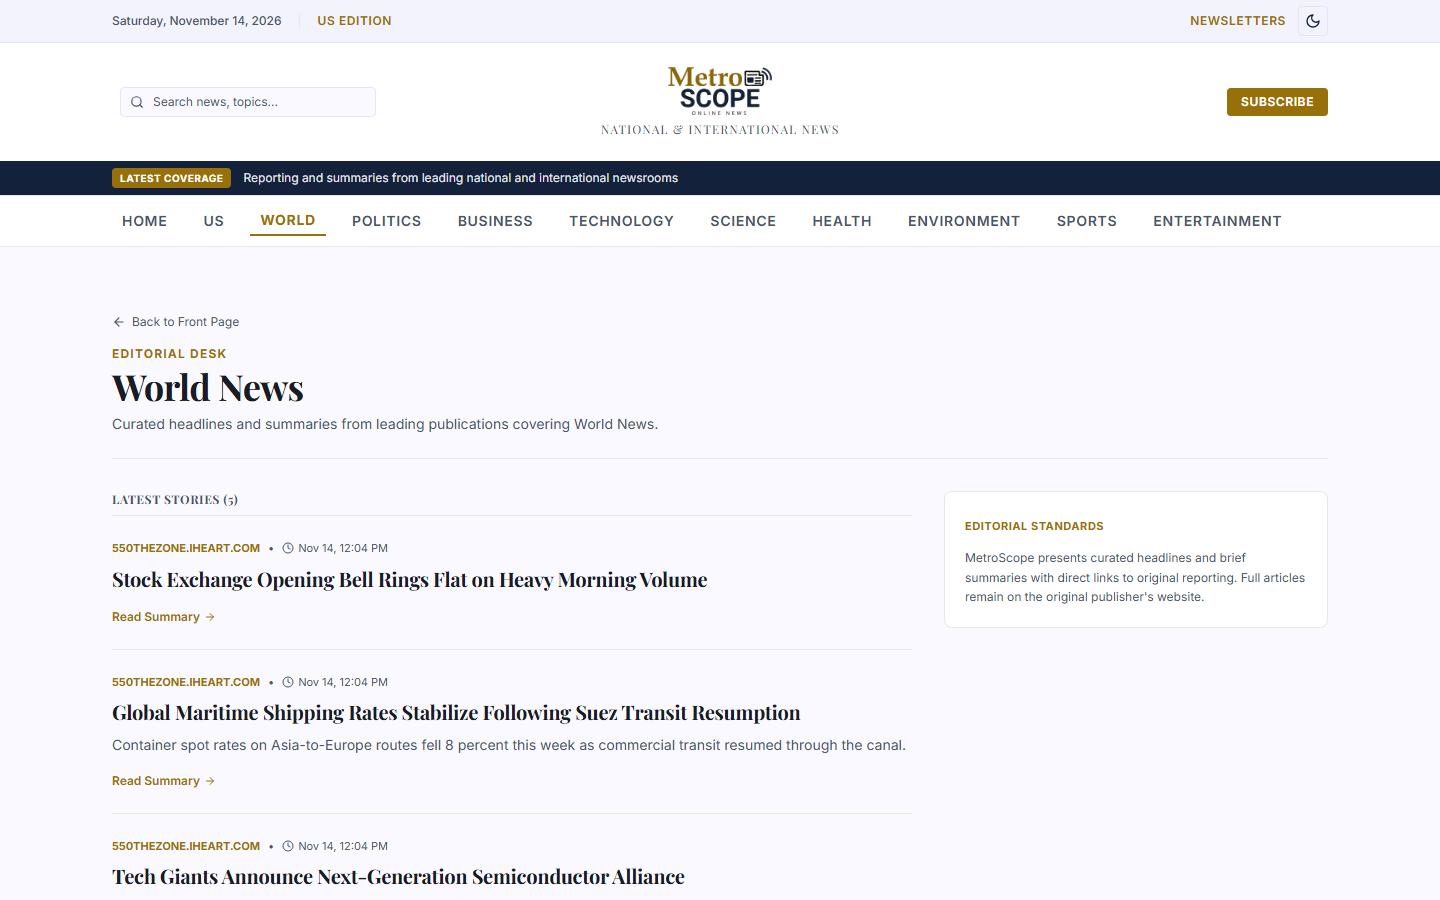 Saturday, November 14, 2026
US EDITION
NEWSLETTERS
Search news, topics...
Metro
SCOPE
ONLINE NEWS
NATIONAL & INTERNATIONAL NEWS
SUBSCRIBE
LATEST COVERAGE
Reporting and summaries from leading national and international newsrooms
HOME US WORLD POLITICS BUSINESS TECHNOLOGY SCIENCE HEALTH ENVIRONMENT SPORTS ENTERTAINMENT
Back to Front Page
EDITORIAL DESK
World News
Curated headlines and summaries from leading publications covering World News.
LATEST STORIES (5)
550THEZONE.IHEART.COM • Nov 14, 12:04 PM
Stock Exchange Opening Bell Rings Flat on Heavy Morning Volume
Read Summary →
550THEZONE.IHEART.COM • Nov 14, 12:04 PM
Global Maritime Shipping Rates Stabilize Following Suez Transit Resumption
Container spot rates on Asia-to-Europe routes fell 8 percent this week as commercial transit resumed through the canal.
Read Summary →
550THEZONE.IHEART.COM • Nov 14, 12:04 PM
Tech Giants Announce Next-Generation Semiconductor Alliance
EDITORIAL STANDARDS
MetroScope presents curated headlines and brief
summaries with direct links to original reporting. Full articles
remain on the original publisher's website.